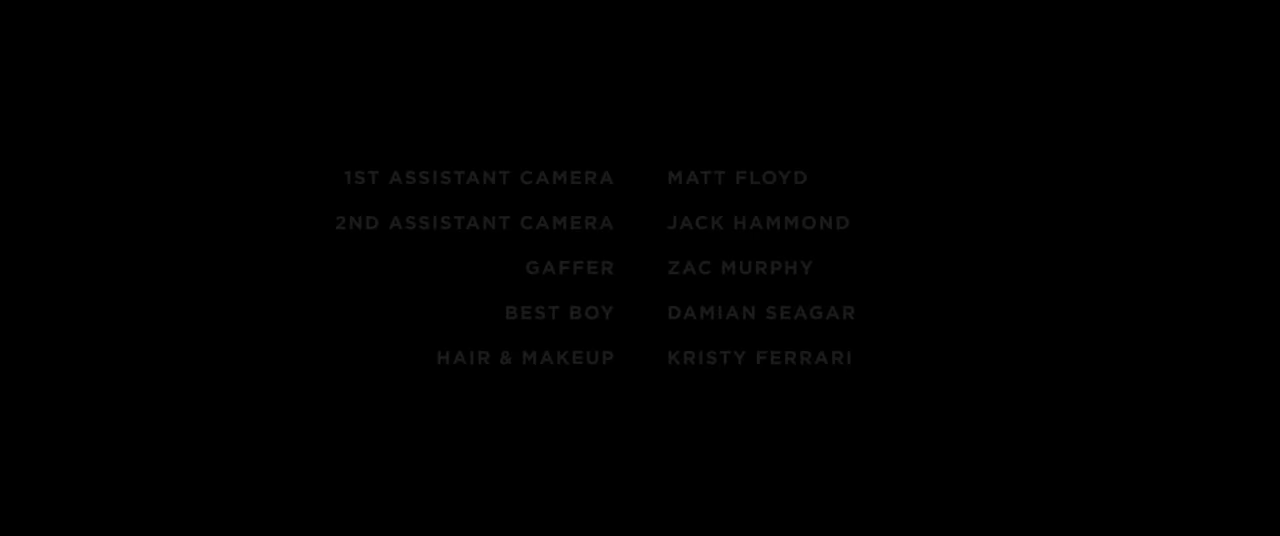 1ST ASSISTANT CAMERA MATT FLOYD
2ND ASSISTANT CAMERA JACK HAMMOND
GAFFER ZAC MURPHY
BEST BOY DAMIAN SEAGAR
HAIR & MAKEUP KRISTY FERRARI